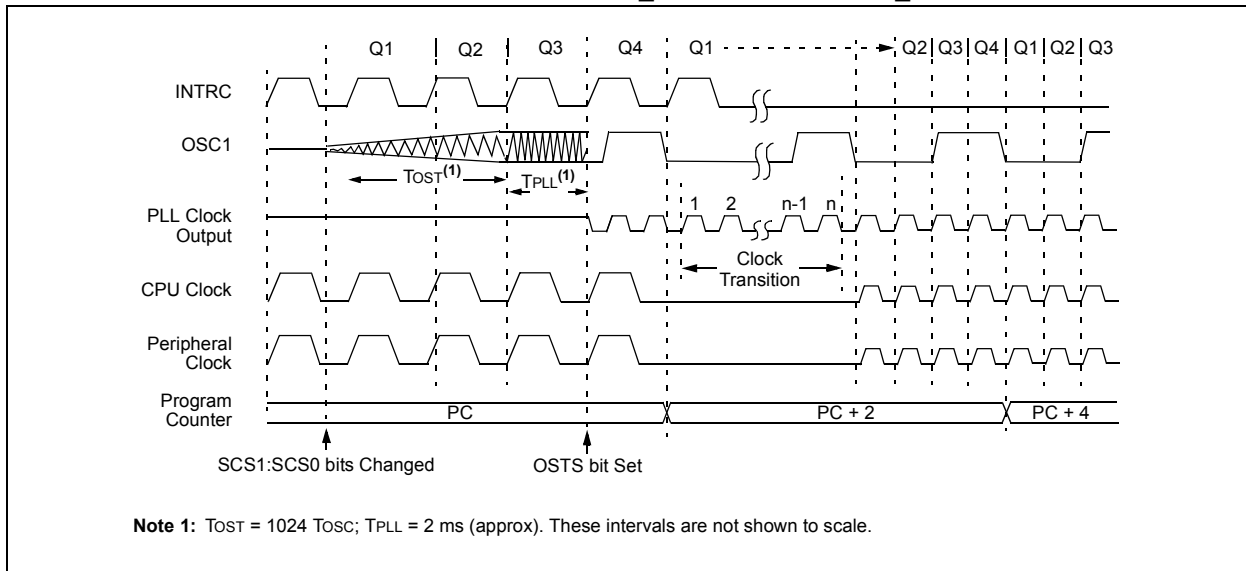 Q1 Q2 Q3 Q4 Q1 Q2 Q3 Q4 Q1 Q2 Q3
INTRC
OSC1
TOST(1) TPLL(1)
PLL Clock
Output
1 2 n-1 n
Clock
Transition
CPU Clock
Peripheral
Clock
Program
Counter
PC PC + 2 PC + 4
SCS1:SCS0 bits Changed OSTS bit Set
Note 1: TOST = 1024 TOSC; TPLL = 2 ms (approx). These intervals are not shown to scale.